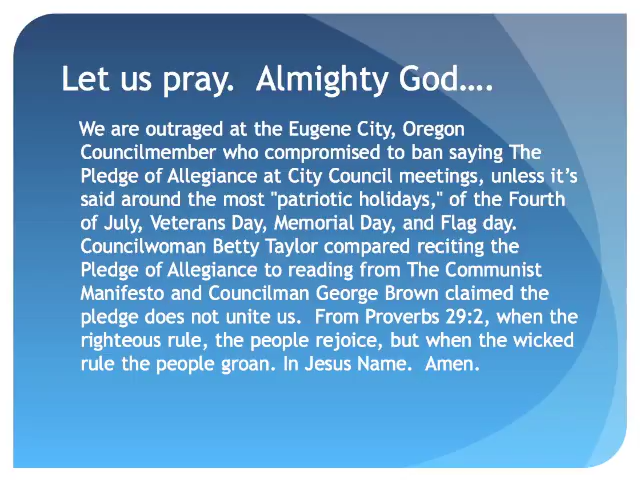 Let us pray.  Almighty God….
We are outraged at the Eugene City, Oregon
Councilmember who compromised to ban saying The
Pledge of Allegiance at City Council meetings, unless it’s
said around the most "patriotic holidays," of the Fourth
of July, Veterans Day, Memorial Day, and Flag day.
Councilwoman Betty Taylor compared reciting the
Pledge of Allegiance to reading from The Communist
Manifesto and Councilman George Brown claimed the
pledge does not unite us.  From Proverbs 29:2, when the
righteous rule, the people rejoice, but when the wicked
rule the people groan. In Jesus Name.  Amen.